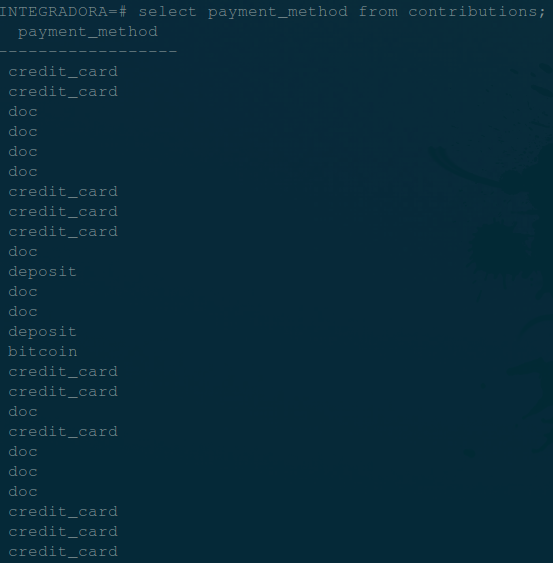 INTEGRADORA=# select payment_method from contributions;
payment_method
------------------
credit_card
credit_card
doc
doc
doc
doc
credit_card
credit_card
credit_card
doc
deposit
doc
doc
deposit
bitcoin
credit_card
credit_card
doc
credit_card
doc
doc
doc
credit_card
credit_card
credit_card